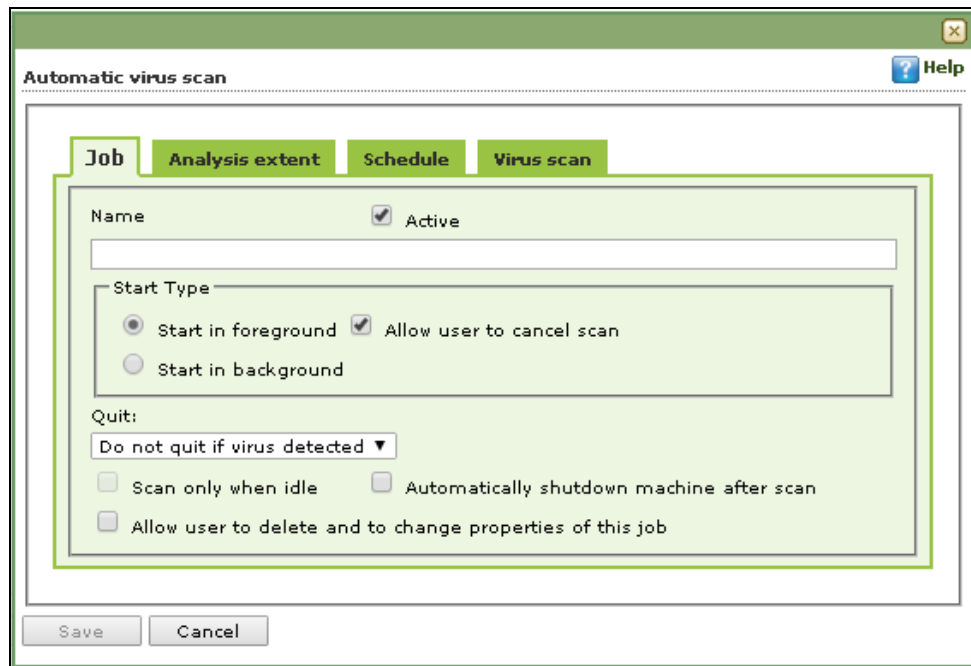 Automatic virus scan
? Help
Job Analysis extent Schedule Virus scan
Name Active
Start Type
Start in foreground Allow user to cancel scan
Start in background
Quit:
Do not quit if virus detected
Scan only when idle Automatically shutdown machine after scan
Allow user to delete and to change properties of this job
Save Cancel